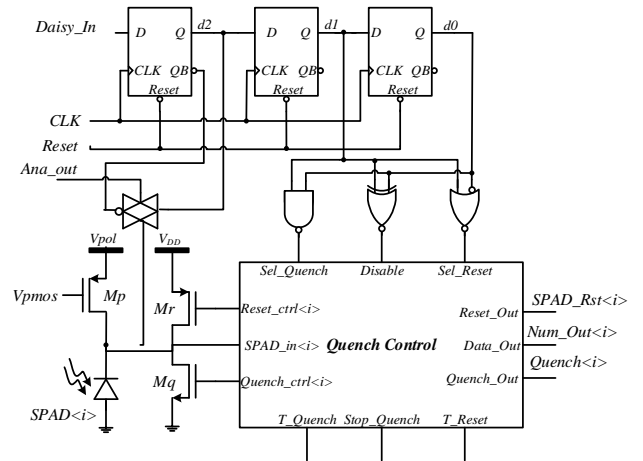 Daisy_In
D Q
d2
D Q
d1
D Q
d0
CLK QB
CLK QB
CLK QB
Reset
Reset
Reset
CLK
Reset
Ana_out
Vpol
VDD
Sel_Quench
Disable
Sel_Reset
Vpmos
Mp
Mr
Reset_ctrl<i>
Reset_Out
SPAD_Rst<i>
SPAD_in<i>
Quench Control
Data_Out
Num_Out<i>
Mq
Quench_ctrl<i>
Quench_Out
Quench<i>
SPAD<i>
T_Quench
Stop_Quench
T_Reset